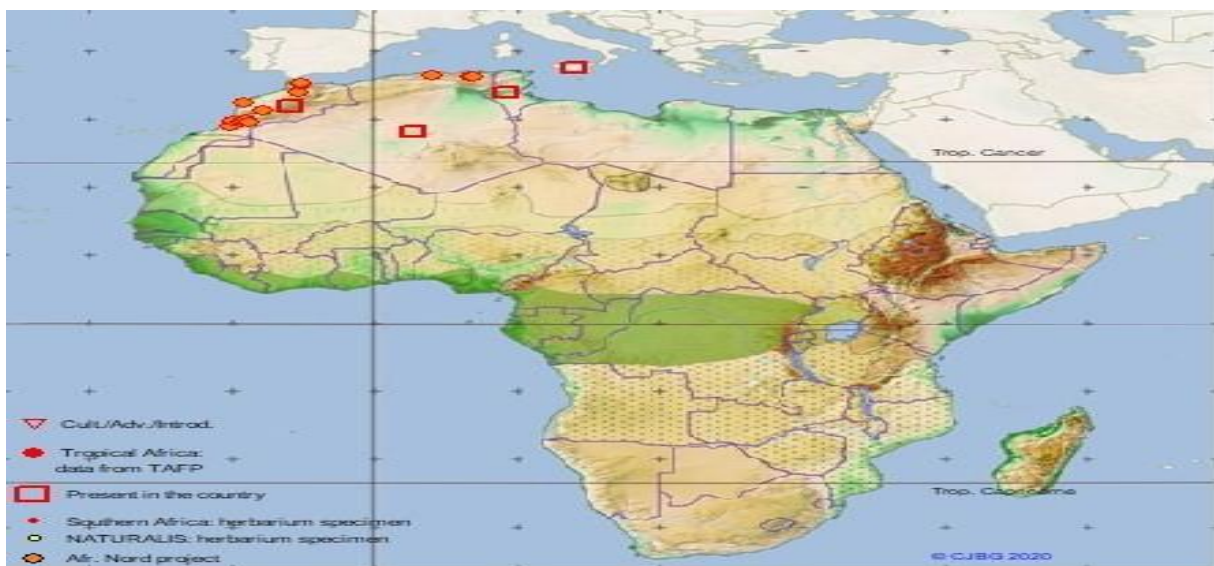 Trop. Cancer
Cult./Adv./Introd.
Tropical Africa:
data from TAFP
Present in the country
Trop. Capricorne
Southern Africa: herbarium specimen
NATURALIS: herbarium specimen
Afr. Nord project
© CJBG 2020